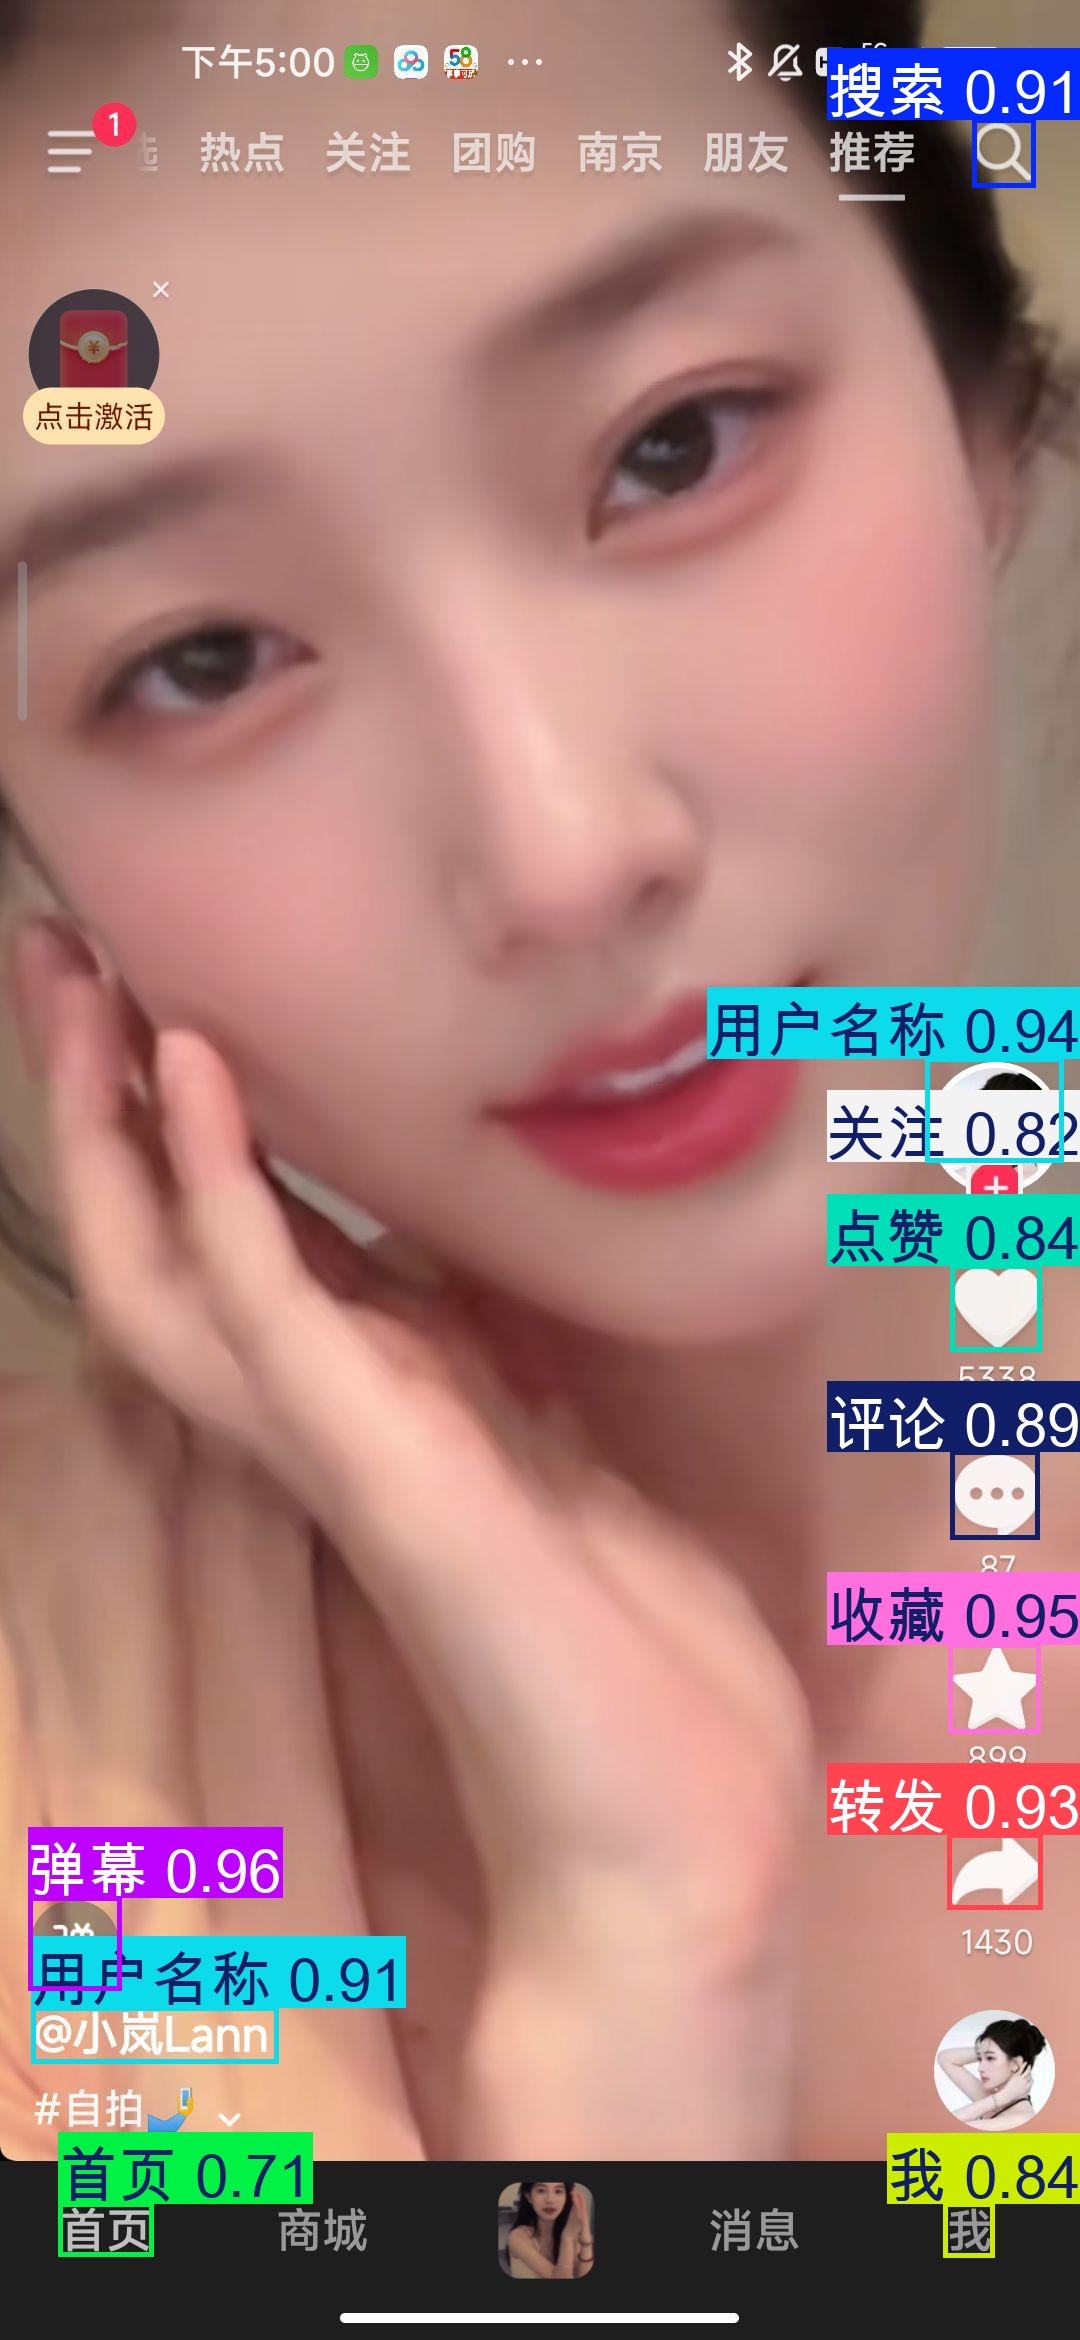 下午5:00
搜索 0.91
1
热点 关注 团购 南京 朋友 推荐
点击激活
用户名称 0.94
关注 0.82
点赞 0.84
5338
评论 0.89
87
收藏 0.95
899
转发 0.93
1430
弹幕 0.96
用户名称 0.91
@小岚Lann
#自拍
首页 0.71
我 0.84
首页 商城 消息 我